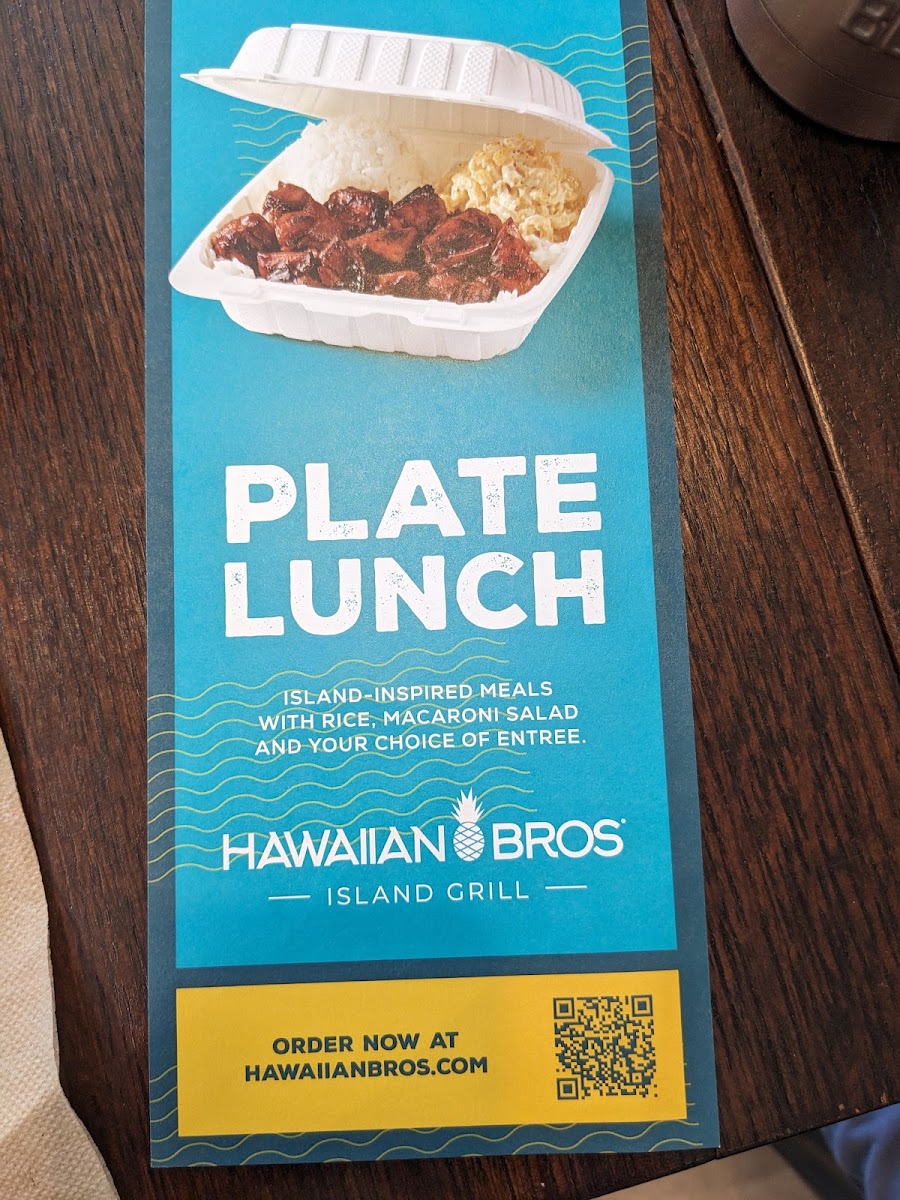 PLATE
LUNCH
ISLAND-INSPIRED MEALS
WITH RICE, MACARONI SALAD
AND YOUR CHOICE OF ENTREE.
HAWAIIAN BROS®
ISLAND GRILL
ORDER NOW AT
HAWAIIANBROS.COM